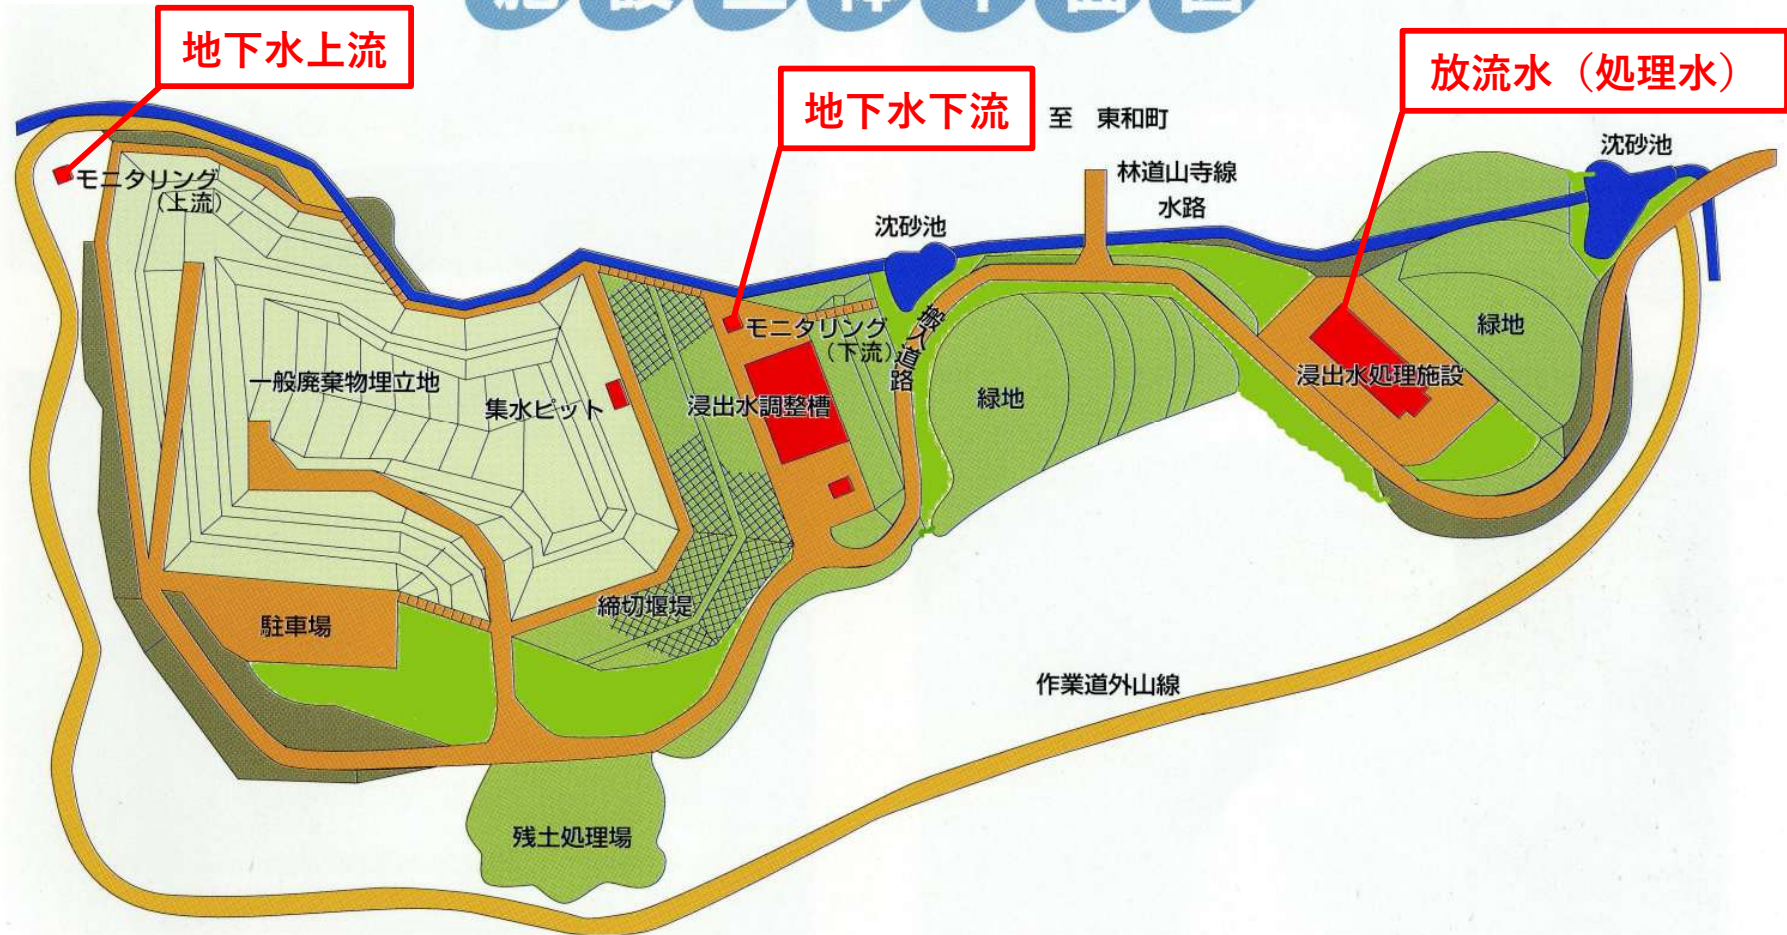 地下水上流
地下水下流
放流水（処理水）
至　東和町
沈砂池
林道山寺線
水路
モニタリング
（上流）
沈砂池
搬入道路
モニタリング
（下流）
緑地
一般廃棄物埋立地
集水ピット
浸出水調整槽
緑地
浸出水処理施設
締切堰堤
駐車場
作業道外山線
残土処理場